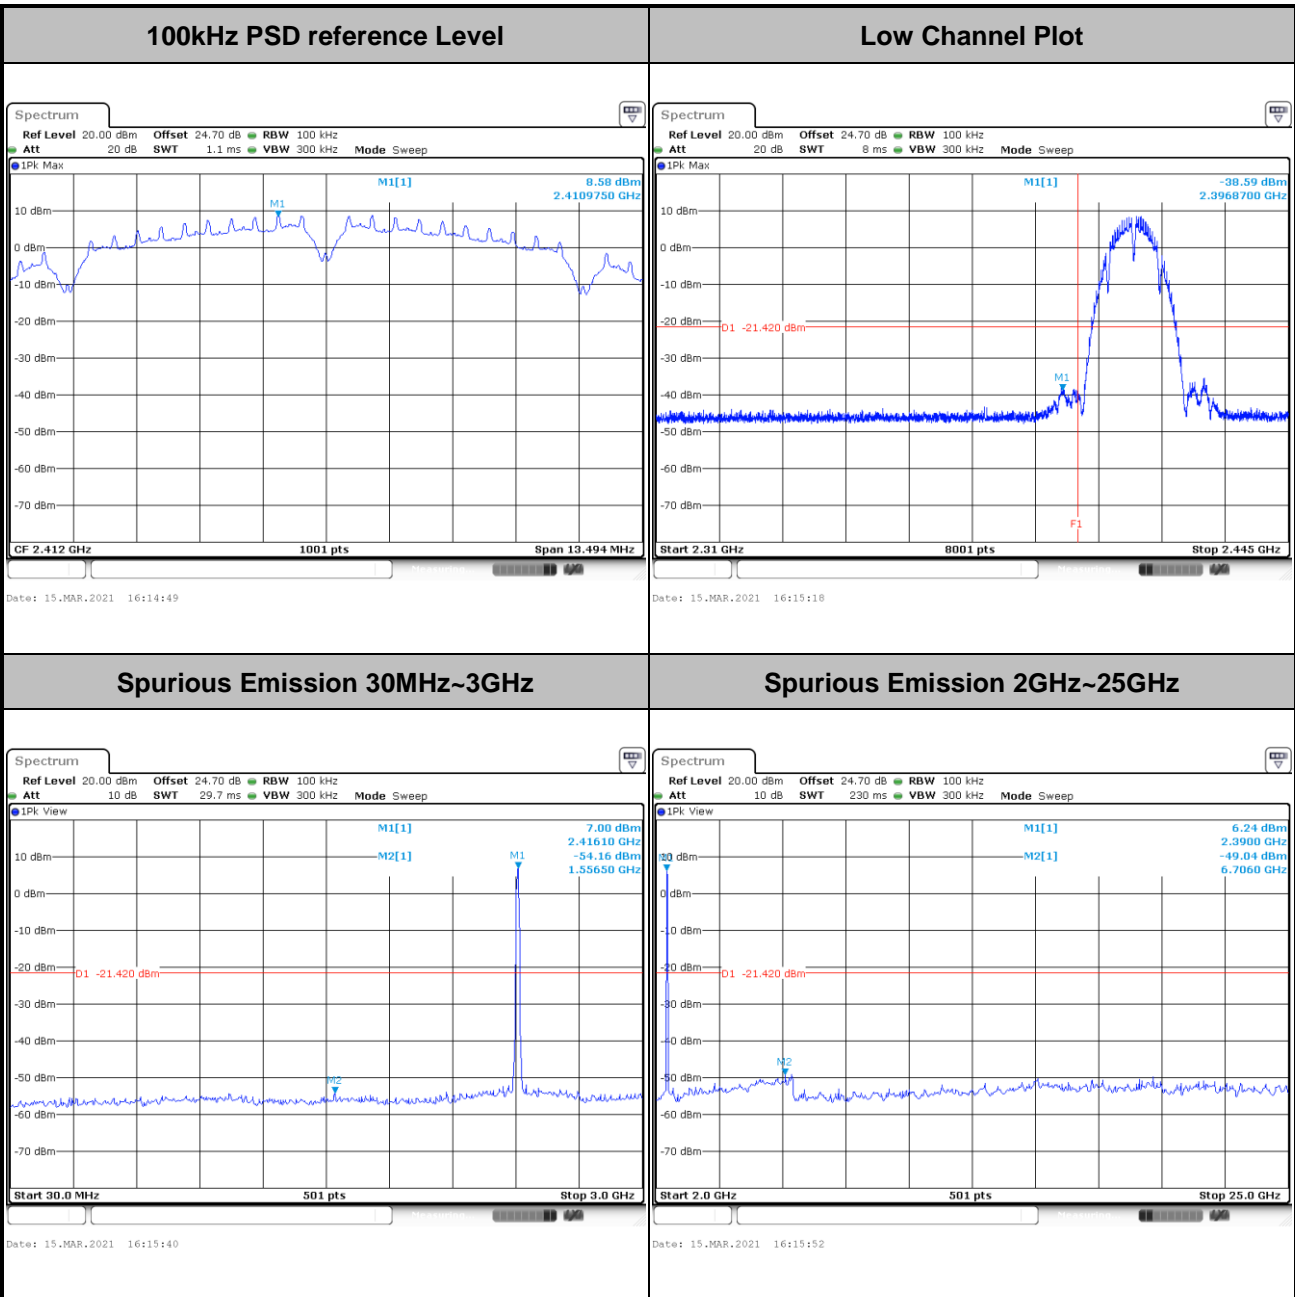 100kHz PSD reference Level
Low Channel Plot
Spectrum
Ref Level 20.00 dBm Offset 24.70 dB RBW 100 kHz
Att 20 dB SWT 1.1 ms VBW 300 kHz Mode Sweep
1Pk Max
M1[1] 8.58 dBm
2.4109750 GHz
M1
10 dBm
0 dBm
-10 dBm
-20 dBm
-30 dBm
-40 dBm
-50 dBm
-60 dBm
-70 dBm
CF 2.412 GHz 1001 pts Span 13.494 MHz
Date: 15.MAR.2021 16:14:49
Spectrum
Ref Level 20.00 dBm Offset 24.70 dB RBW 100 kHz
Att 20 dB SWT 8 ms VBW 300 kHz Mode Sweep
1Pk Max
M1[1] -38.59 dBm
2.3968700 GHz
10 dBm
0 dBm
-10 dBm
-20 dBm
D1 -21.420 dBm
-30 dBm
M1
-40 dBm
-50 dBm
-60 dBm
-70 dBm
F1
Start 2.31 GHz 8001 pts Stop 2.445 GHz
Date: 15.MAR.2021 16:15:18
Spurious Emission 30MHz~3GHz
Spurious Emission 2GHz~25GHz
Spectrum
Ref Level 20.00 dBm Offset 24.70 dB RBW 100 kHz
Att 10 dB SWT 29.7 ms VBW 300 kHz Mode Sweep
1Pk View
M1[1] 7.00 dBm
2.41610 GHz
M2[1] -54.16 dBm
1.55650 GHz
M1
10 dBm
0 dBm
-10 dBm
-20 dBm
D1 -21.420 dBm
-30 dBm
-40 dBm
-50 dBm
M2
-60 dBm
-70 dBm
Start 30.0 MHz 501 pts Stop 3.0 GHz
Date: 15.MAR.2021 16:15:40
Spectrum
Ref Level 20.00 dBm Offset 24.70 dB RBW 100 kHz
Att 10 dB SWT 230 ms VBW 300 kHz Mode Sweep
1Pk View
M1[1] 6.24 dBm
2.3900 GHz
M2[1] -49.04 dBm
6.7060 GHz
10 dBm
0 dBm
-10 dBm
-20 dBm
D1 -21.420 dBm
-30 dBm
-40 dBm
M2
-50 dBm
-60 dBm
-70 dBm
Start 2.0 GHz 501 pts Stop 25.0 GHz
Date: 15.MAR.2021 16:15:52